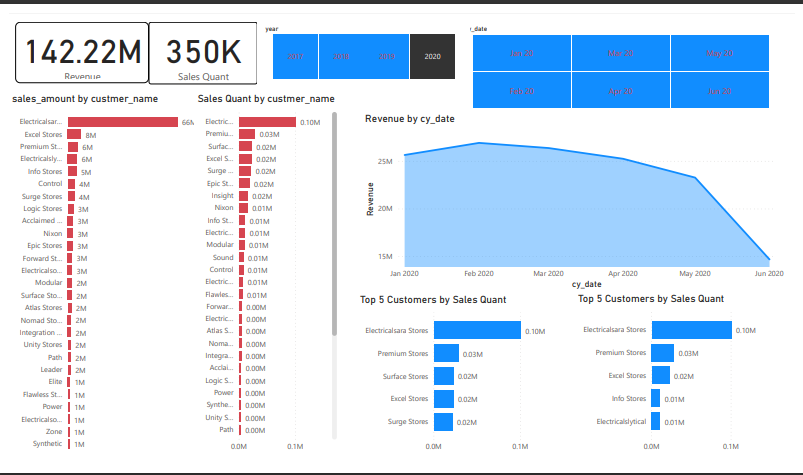 142.22M
Revenue
350K
Sales Quant
year
2017
2018
2019
2020
_date
Jan 20
Mar 20
May 20
Feb 20
Apr 20
Jun 20
sales_amount by custmer_name
Electricalsar... 66M
Excel Stores 8M
Premium St... 6M
Electricalsly... 6M
Info Stores 5M
Control 4M
Surge Stores 4M
Logic Stores 3M
Acclaimed ... 3M
Nixon 3M
Epic Stores 3M
Forward St... 3M
Electricalso... 3M
Modular 2M
Surface Sto... 2M
Atlas Stores 2M
Nomad Sto... 2M
Integration ... 2M
Unity Stores 2M
Path 2M
Leader 2M
Elite 1M
Flawless St... 1M
Power 1M
Electricalso... 1M
Zone 1M
Synthetic 1M
Sales Quant by custmer_name
Electric... 0.10M
Premiu... 0.03M
Surfac... 0.02M
Excel S... 0.02M
Surge ... 0.02M
Epic St... 0.02M
Insight 0.02M
Nixon 0.01M
Info St... 0.01M
Electric... 0.01M
Modular 0.01M
Sound 0.01M
Control 0.01M
Electric... 0.01M
Flawles... 0.01M
Forwar... 0.00M
Electric... 0.00M
Atlas S... 0.00M
Noma... 0.00M
Integra... 0.00M
Acclai... 0.00M
Logic S... 0.00M
Power 0.00M
Synthe... 0.00M
Unity S... 0.00M
Path 0.00M
0.0M 0.1M
Revenue by cy_date
Revenue
25M
20M
15M
Jan 2020 Feb 2020 Mar 2020 Apr 2020 May 2020 Jun 2020
cy_date
Top 5 Customers by Sales Quant
Electricalsara Stores 0.10M
Premium Stores 0.03M
Surface Stores 0.02M
Excel Stores 0.02M
Surge Stores 0.02M
0.0M 0.1M
Top 5 Customers by Sales Quant
Electricalsara Stores 0.10M
Premium Stores 0.03M
Excel Stores 0.02M
Info Stores 0.01M
Electricalslytical 0.01M
0.0M 0.1M